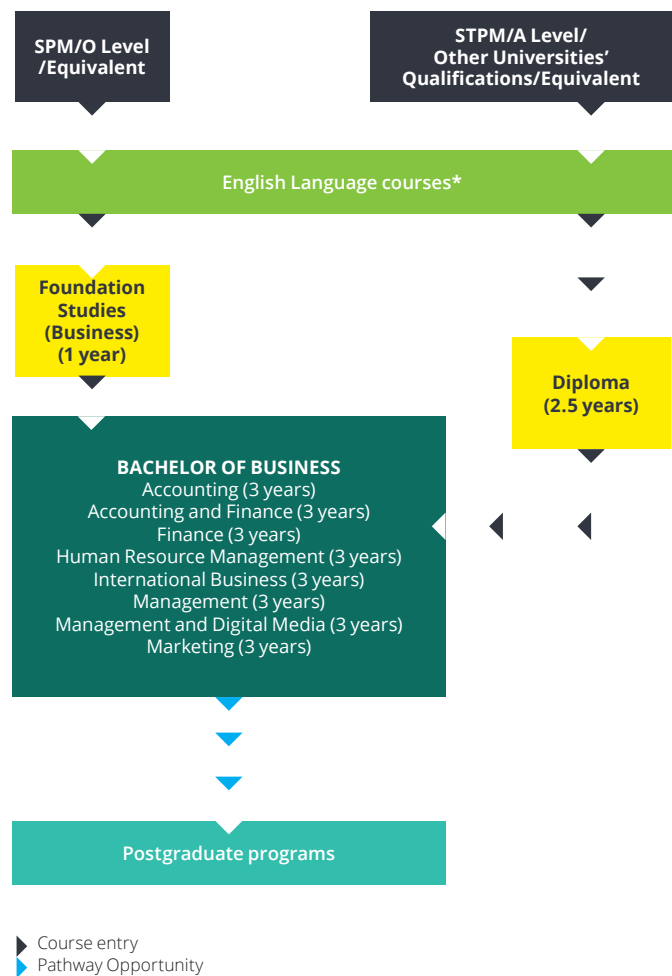 SPM/O Level
/Equivalent
STPM/A Level/
Other Universities’
Qualifications/Equivalent
English Language courses*
Foundation
Studies
(Business)
(1 year)
Diploma
(2.5 years)
BACHELOR OF BUSINESS
Accounting (3 years)
Accounting and Finance (3 years)
Finance (3 years)
Human Resource Management (3 years)
International Business (3 years)
Management (3 years)
Management and Digital Media (3 years)
Marketing (3 years)
Postgraduate programs
Course entry
Pathway Opportunity